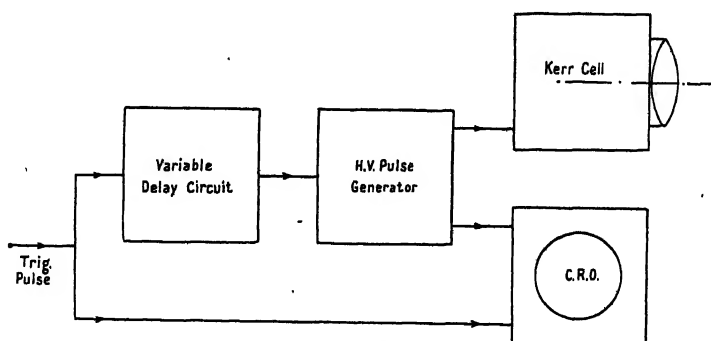 Kerr Cell
Variable
Delay Circuit
H.V. Pulse
Generator
Trig.
Pulse
C.R.O.